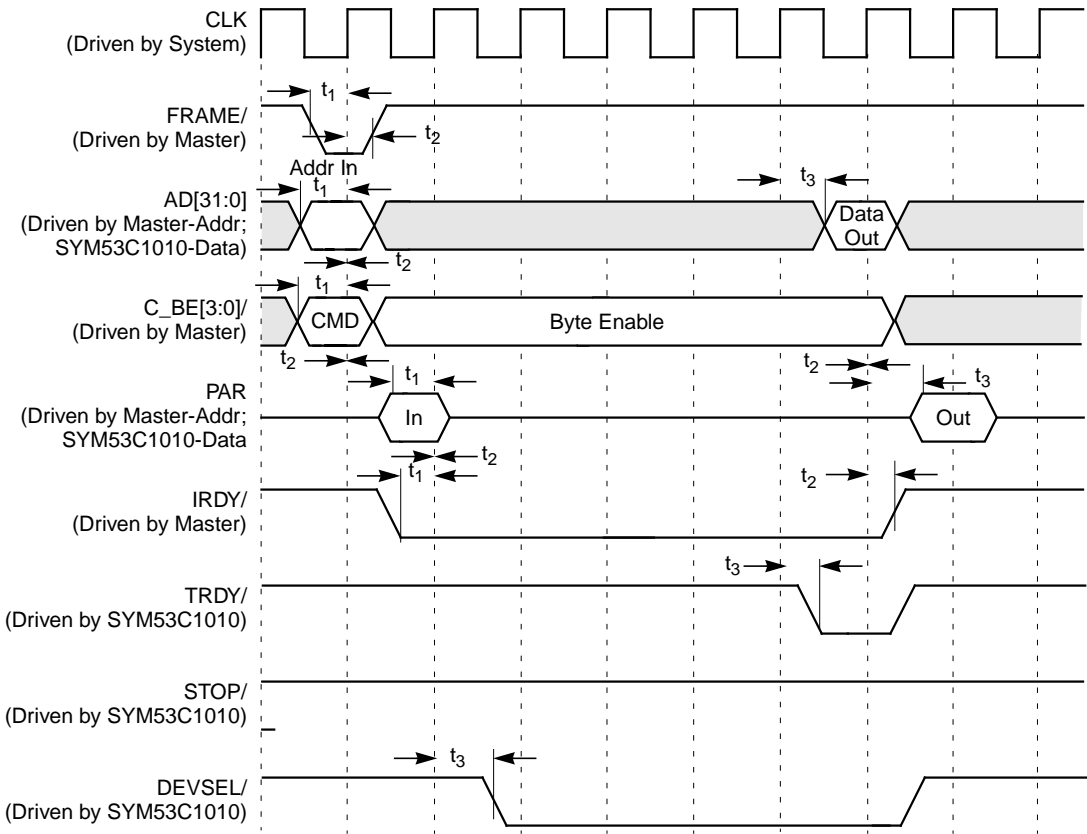 CLK
(Driven by System)
t1
FRAME/
(Driven by Master)
t2
Addr In
t1
t3
AD[31:0]
(Driven by Master-Addr;
SYM53C1010-Data)
Data
Out
t2
t1
C_BE[3:0]/
(Driven by Master)
CMD
Byte Enable
t2
t2
t1
t3
PAR
(Driven by Master-Addr;
SYM53C1010-Data
In
Out
t2
t1
t2
IRDY/
(Driven by Master)
t3
TRDY/
(Driven by SYM53C1010)
STOP/
(Driven by SYM53C1010)
t3
DEVSEL/
(Driven by SYM53C1010)